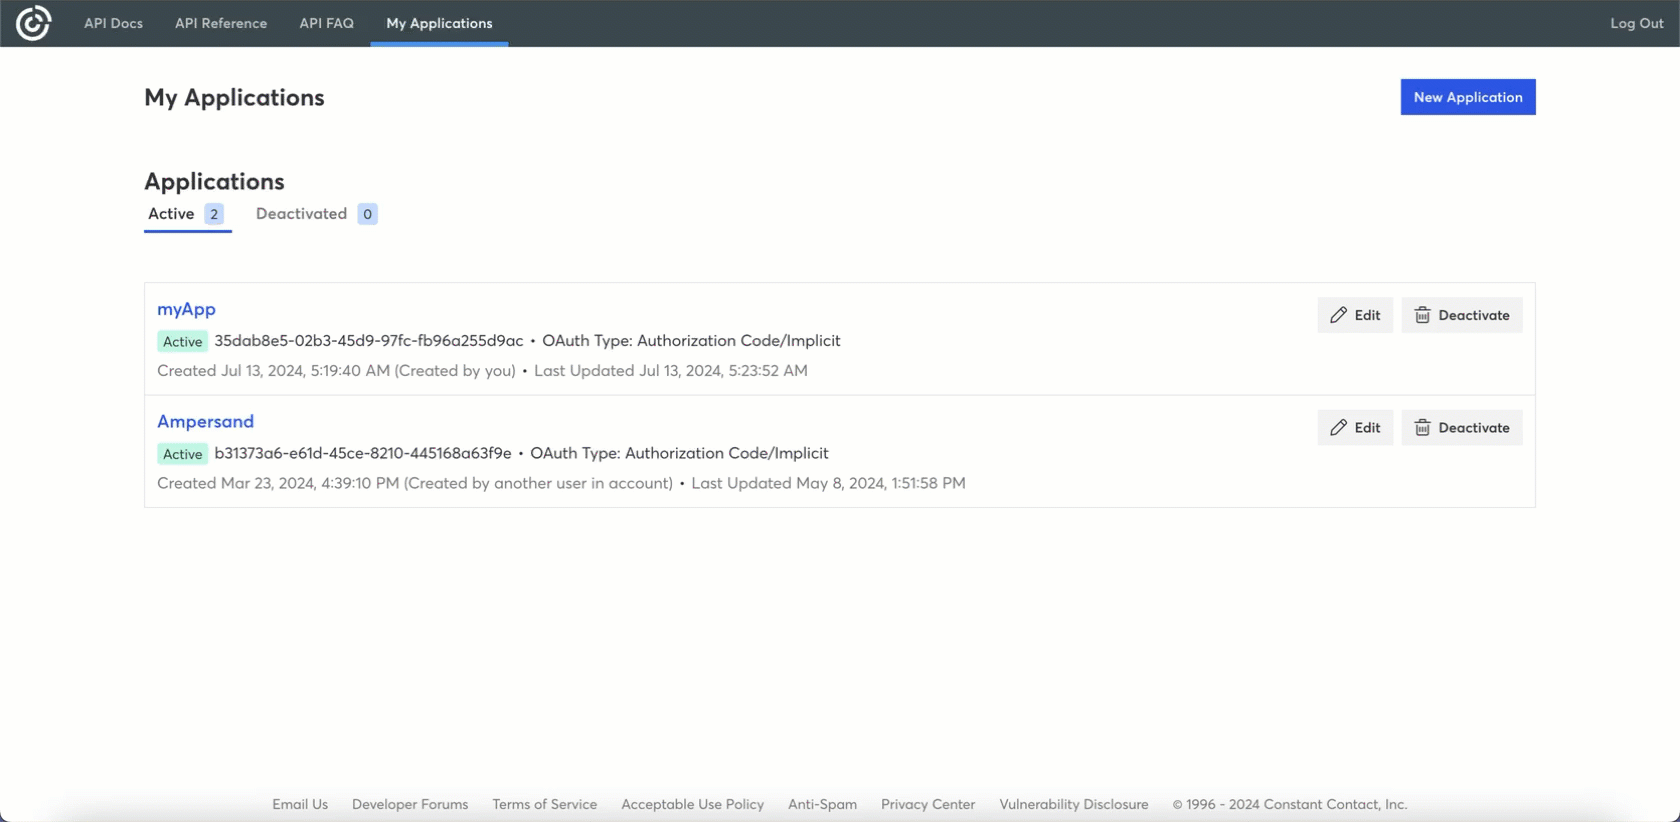 API Docs API Reference API FAQ My Applications Log Out
My Applications New Application
Applications
Active 2 Deactivated 0
myApp Edit Deactivate
Active 35dab8e5-02b3-45d9-97fc-fb96a255d9ac • OAuth Type: Authorization Code/Implicit
Created Jul 13, 2024, 5:19:40 AM (Created by you) • Last Updated Jul 13, 2024, 5:23:52 AM
Ampersand Edit Deactivate
Active b31373a6-e61d-45ce-8210-445168a63f9e • OAuth Type: Authorization Code/Implicit
Created Mar 23, 2024, 4:39:10 PM (Created by another user in account) • Last Updated May 8, 2024, 1:51:58 PM
Email Us Developer Forums Terms of Service Acceptable Use Policy Anti-Spam Privacy Center Vulnerability Disclosure © 1996 - 2024 Constant Contact, Inc.